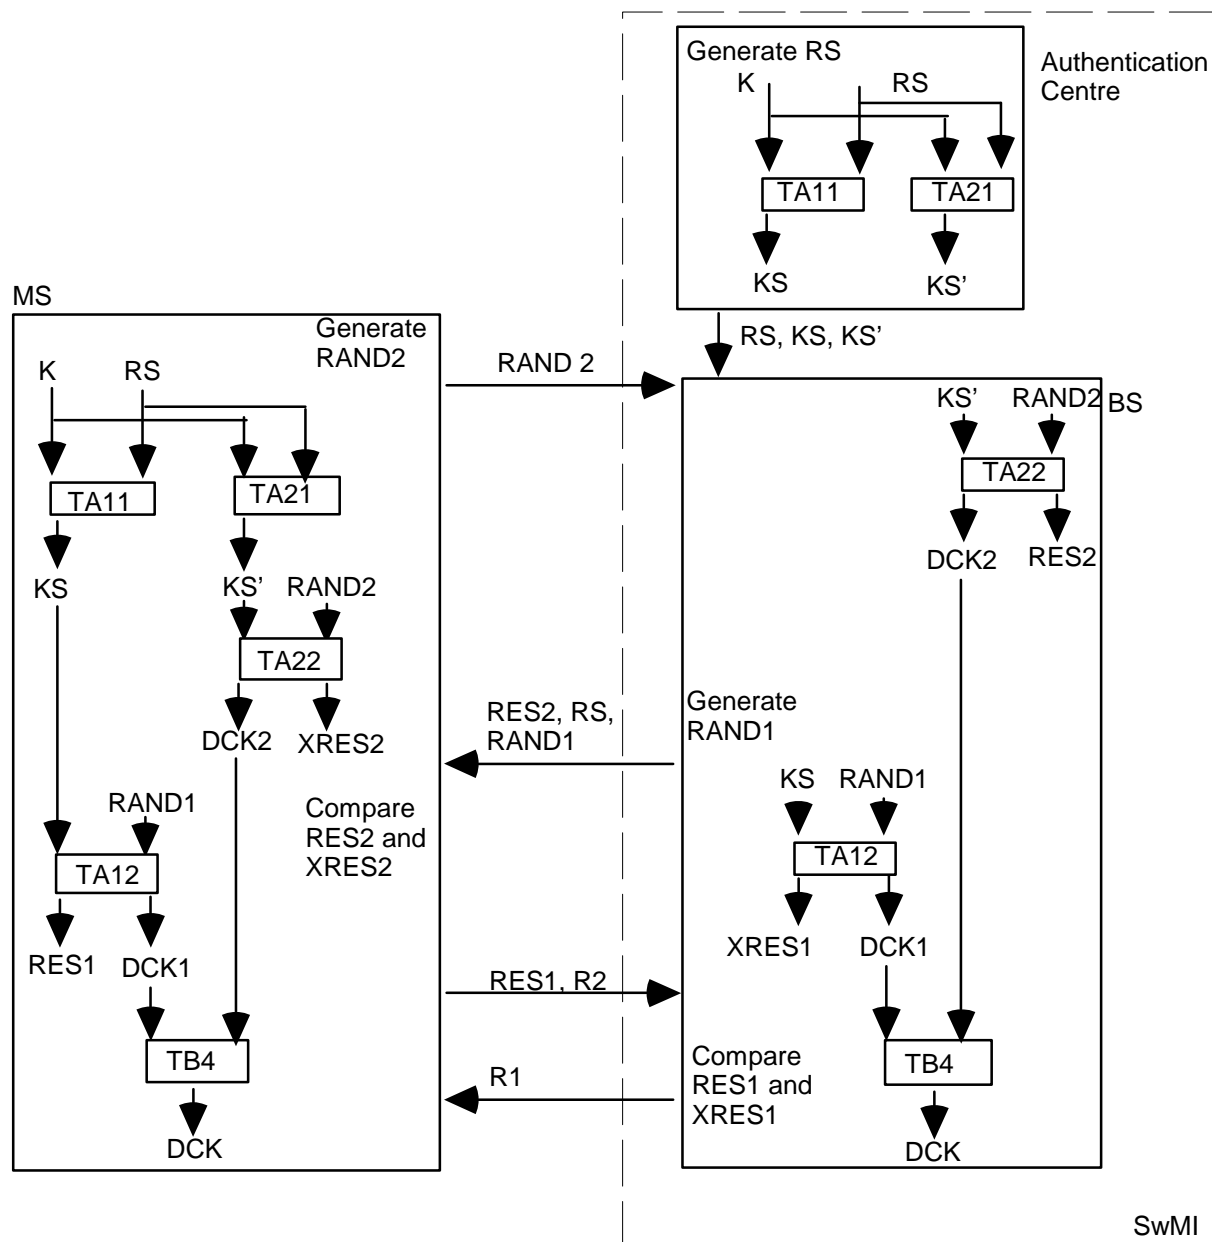 Generate RS
K
RS
TA11
TA21
KS
KS’
Authentication
Centre
RS, KS, KS’
MS
Generate
RAND2
K
RS
TA11
TA21
KS
KS’
RAND2
TA22
DCK2
XRES2
RAND1
Compare
RES2 and
XRES2
TA12
RES1
DCK1
TB4
DCK
RAND 2
RES2, RS,
RAND1
RES1, R2
R1
BS
KS’
RAND2
TA22
DCK2
RES2
Generate
RAND1
KS
RAND1
TA12
XRES1
DCK1
Compare
RES1 and
XRES1
TB4
DCK
SwMI